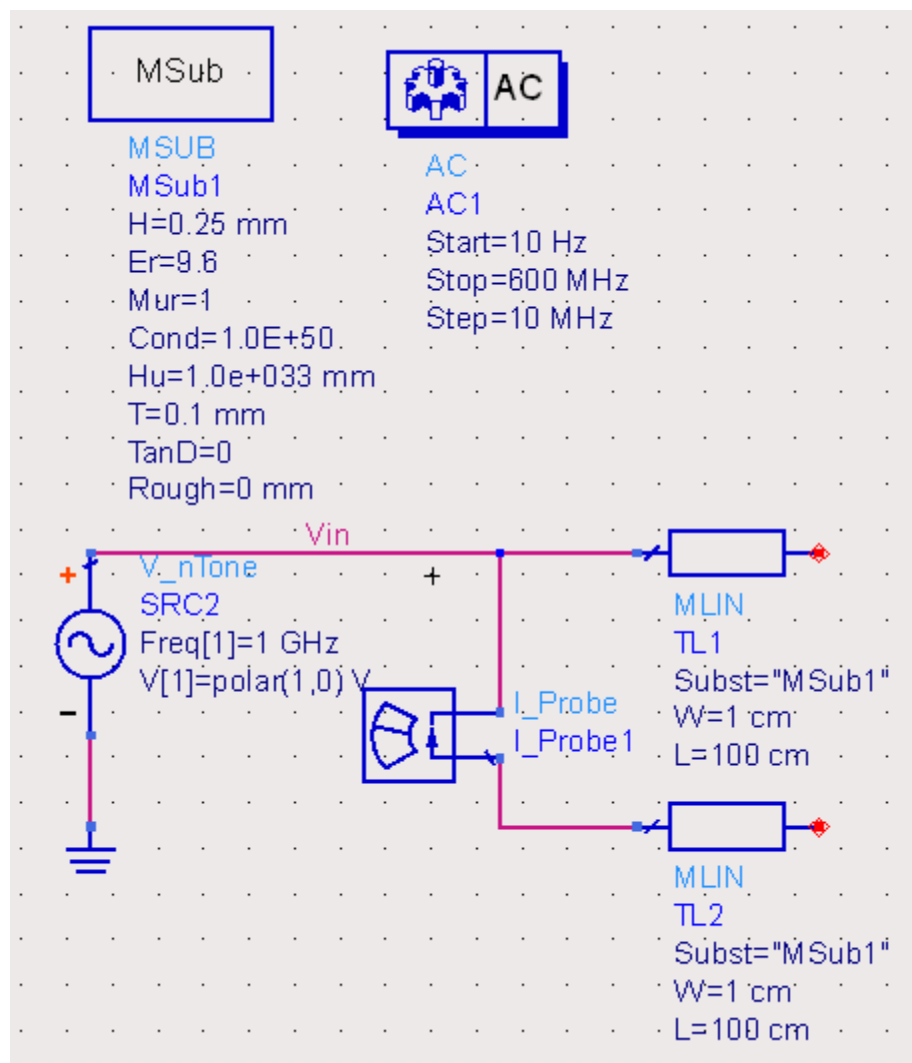 MSub
MSUB
MSub1
H=0.25 mm
Er=9.6
Mur=1
Cond=1.0E+50
Hu=1.0e+033 mm
T=0.1 mm
TanD=0
Rough=0 mm
AC
AC
AC1
Start=10 Hz
Stop=600 MHz
Step=10 MHz
Vin
+
V_nTone
SRC2
Freq[1]=1 GHz
V[1]=polar(1,0) V
−
+
I_Probe
I_Probe1
MLIN
TL1
Subst="MSub1"
W=1 cm
L=100 cm
MLIN
TL2
Subst="MSub1"
W=1 cm
L=100 cm